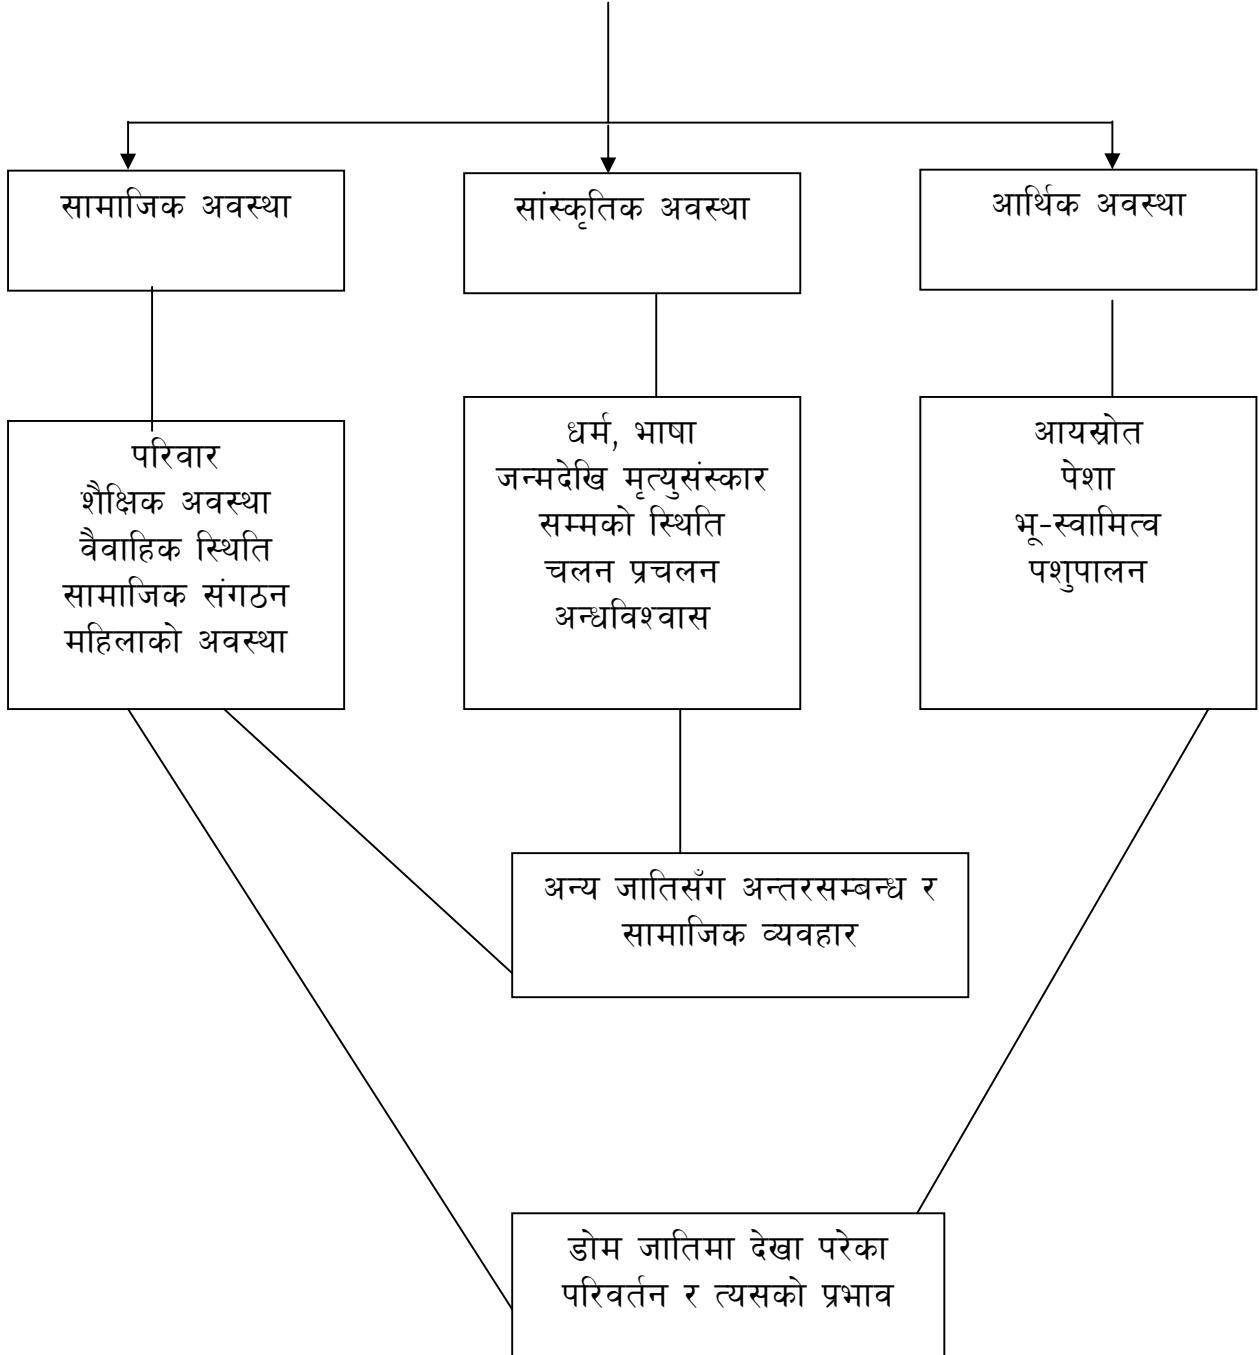 सामाजिक अवस्था
सांस्कृतिक अवस्था
आर्थिक अवस्था
परिवार
शैक्षिक अवस्था
वैवाहिक स्थिति
सामाजिक संगठन
महिलाको अवस्था
धर्म, भाषा
जन्मदेखि मृत्युसंस्कार
सम्मको स्थिति
चलन प्रचलन
अन्धविश्वास
आयस्रोत
पेशा
भू-स्वामित्व
पशुपालन
अन्य जातिसँग अन्तरसम्बन्ध र
सामाजिक व्यवहार
डोम जातिमा देखा परेका
परिवर्तन र त्यसको प्रभाव